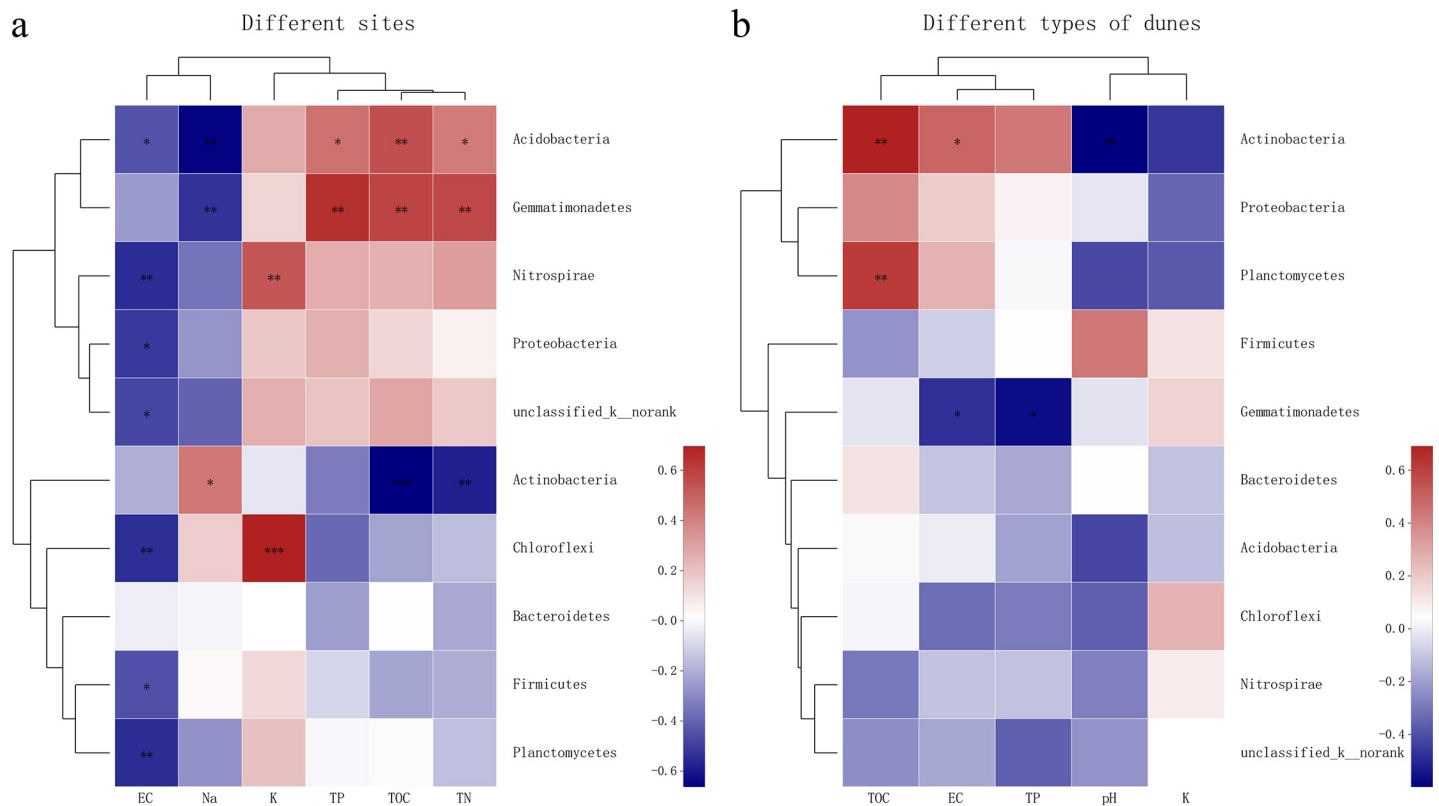 a
Different sites
* ** * ** *
Acidobacteria
** ** ** **
Gemmatimonadetes
** **
Nitrospirae
*
Proteobacteria
*
unclassified_k__norank
* *** **
Actinobacteria
** ***
Chloroflexi
Bacteroidetes
*
Firmicutes
**
Planctomycetes
EC Na K TP TOC TN
0.6
0.4
0.2
-0.0
-0.2
-0.4
-0.6
b
Different types of dunes
** * **
Actinobacteria
Proteobacteria
**
Planctomycetes
Firmicutes
* *
Gemmatimonadetes
Bacteroidetes
Acidobacteria
Chloroflexi
Nitrospirae
unclassified_k__norank
TOC EC TP pH K
0.6
0.4
0.2
0.0
-0.2
-0.4